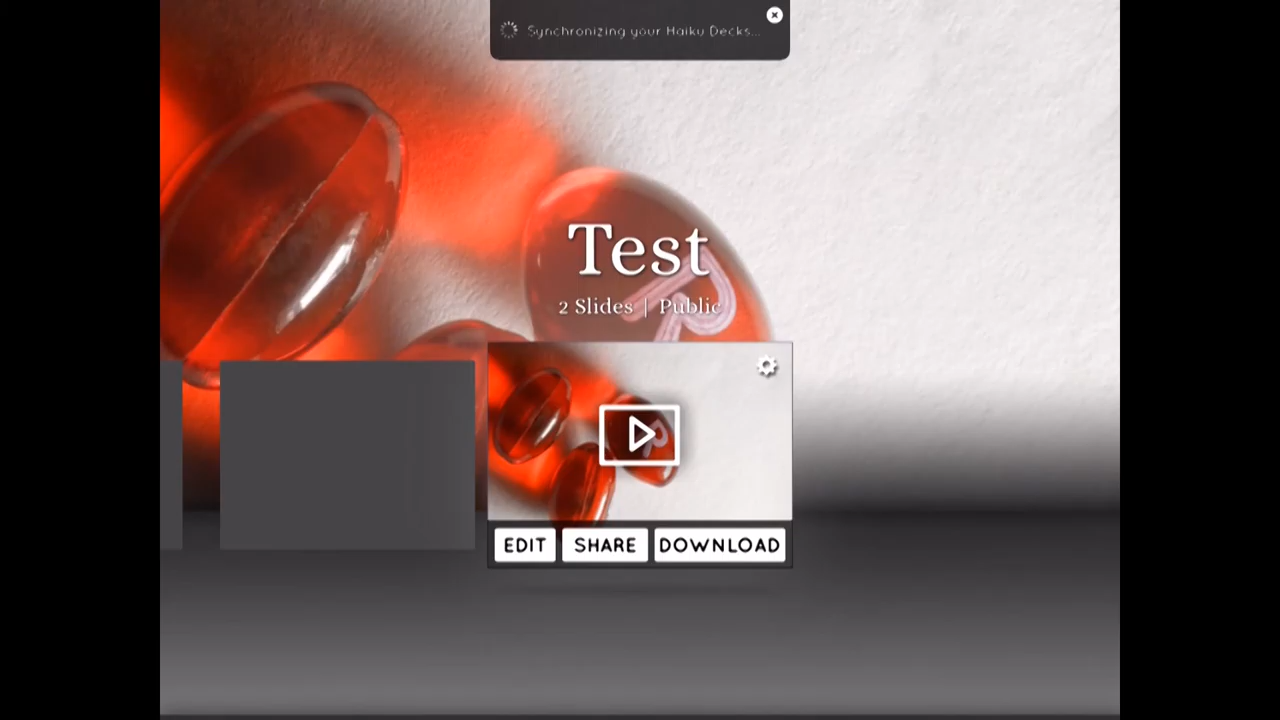 Synchronizing your Haiku Decks...
Test
2 Slides | Public
R
R
EDIT
SHARE
DOWNLOAD